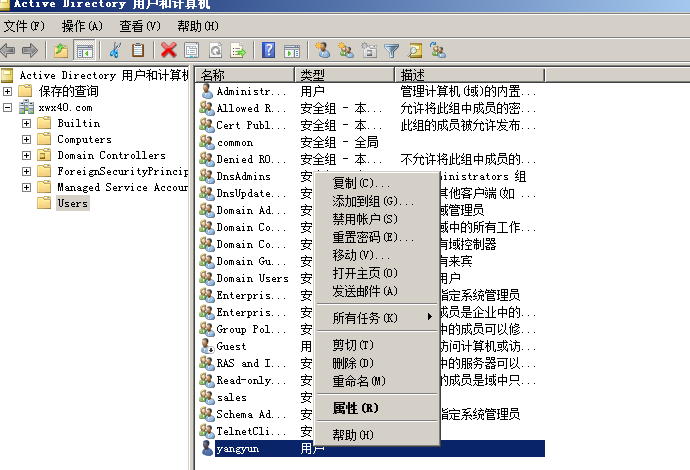 Active Directory 用户和计算机
文件(F) 操作(A) 查看(V) 帮助(H)
Active Directory 用户和计算机
保存的查询
xwx40.com
Builtin
Computers
Domain Controllers
ForeignSecurityPrincip
Managed Service Accour
Users
名称 类型 描述
Administr... 用户 管理计算机(域)的内置...
Allowed R... 安全组 - 本... 允许将此组中成员的密...
Cert Publ... 安全组 - 本... 此组的成员被允许发布...
common 安全组 - 全局
Denied RO... 安全组 - 本... 不允许将此组中成员的...
DnsAdmins 安 ministrators 组
DnsUpdate... 安 其他客户端(如 ...
Domain Ad... 安 域管理员
Domain Co... 安 域中的所有工作...
Domain Co... 安 有域控制器
Domain Gu... 安 有来宾
Domain Users 安 用户
Enterpris... 安 指定系统管理员
Enterpris... 安 成员是企业中的...
Group Pol... 安 中的成员可以修...
Guest 用 访问计算机或访...
RAS and I... 安 中的服务器可以...
Read-only... 安 的成员是域中只...
sales 安
Schema Ad... 安 指定系统管理员
TelnetCli... 安
yangyun 用户
复制(C)...
添加到组(G)...
禁用帐户(S)
重置密码(E)...
移动(V)...
打开主页(O)
发送邮件(A)
所有任务(K)
剪切(T)
删除(D)
重命名(M)
属性(R)
帮助(H)